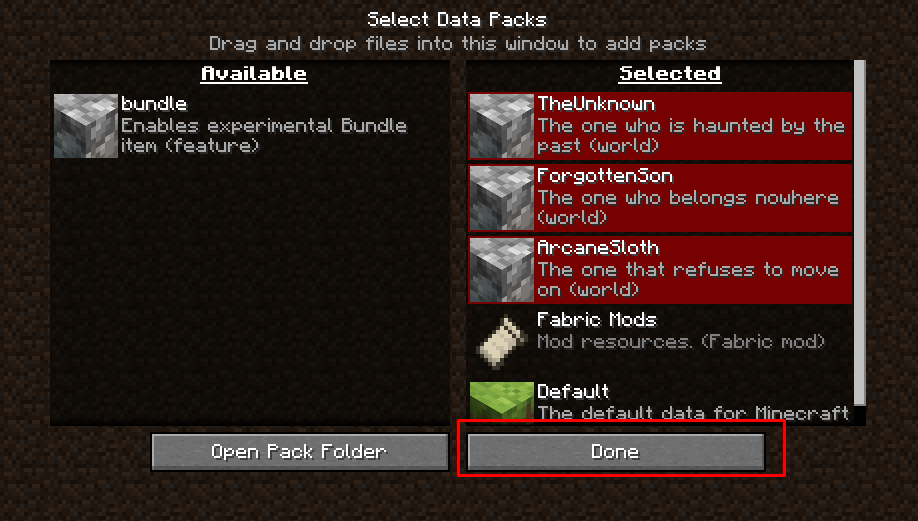 Select Data Packs
Drag and drop files into this window to add packs
Available
bundle
Enables experimental Bundle
item (feature)
Selected
TheUnknown
The one who is haunted by the
past (world)
ForgottenSon
The one who belongs nowhere
(world)
ArcaneSloth
The one that refuses to move
on (world)
Fabric Mods
Mod resources. (Fabric mod)
Default
The default data for Minecraft
Open Pack Folder
Done